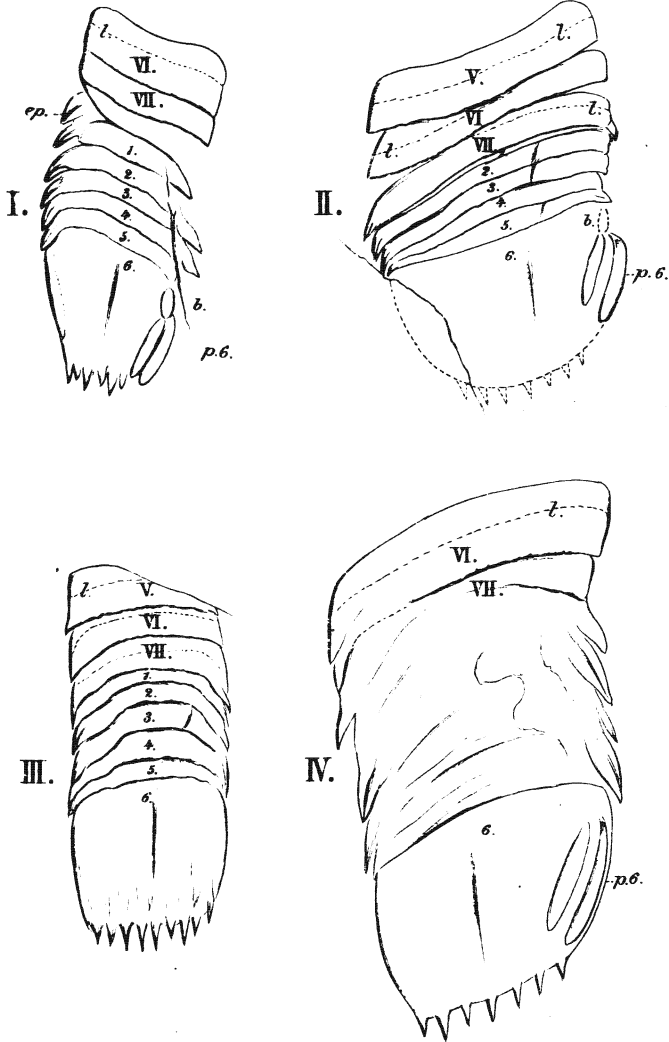 l.
VI.
VII.
ep.
1.
2.
3.
4.
5.
6.
I.
b.
p.6.
l.
V.
VI
l.
l.
VII.
2.
3.
4.
5.
6.
II.
b.
p.6.
l.
V.
VI.
VII.
1.
2.
3.
4.
5.
6.
III.
l.
VI.
VII.
IV.
6.
p.6.